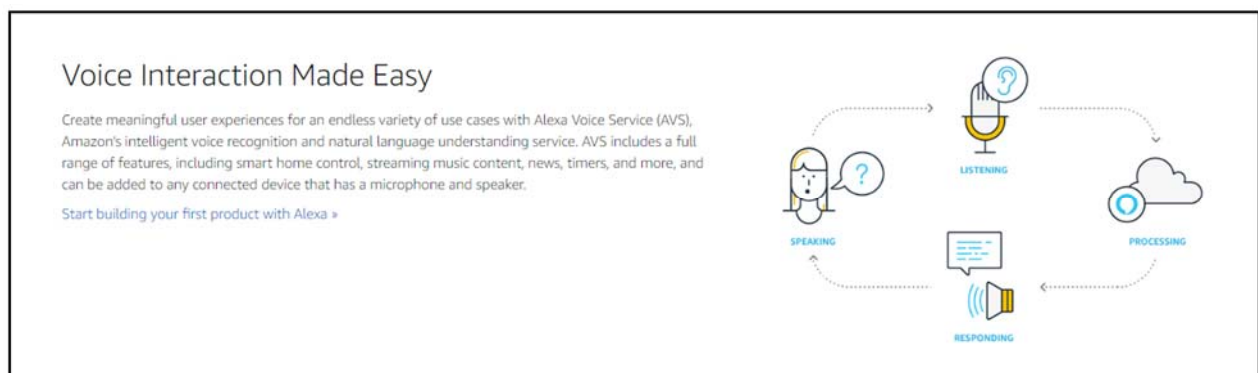 Voice Interaction Made Easy
Create meaningful user experiences for an endless variety of use cases with Alexa Voice Service (AVS),
Amazon's intelligent voice recognition and natural language understanding service. AVS includes a full
range of features, including smart home control, streaming music content, news, timers, and more, and
can be added to any connected device that has a microphone and speaker.
Start building your first product with Alexa »
LISTENING
?
SPEAKING
PROCESSING
RESPONDING